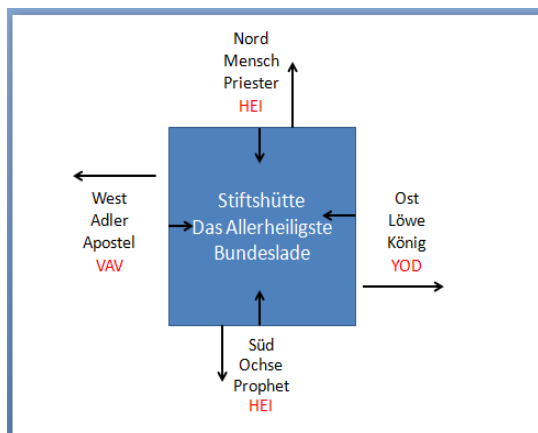 Nord
Mensch
Priester
HEI
Stiftshütte
Das Allerheiligste
Bundeslade
West
Adler
Apostel
VAV
Ost
Löwe
König
YOD
Süd
Ochse
Prophet
HEI